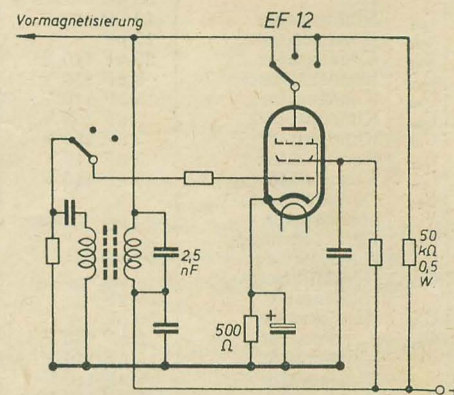 Vormagnetisierung
EF 12
2,5
nF
50
kΩ
0,5
W.
500
Ω
+